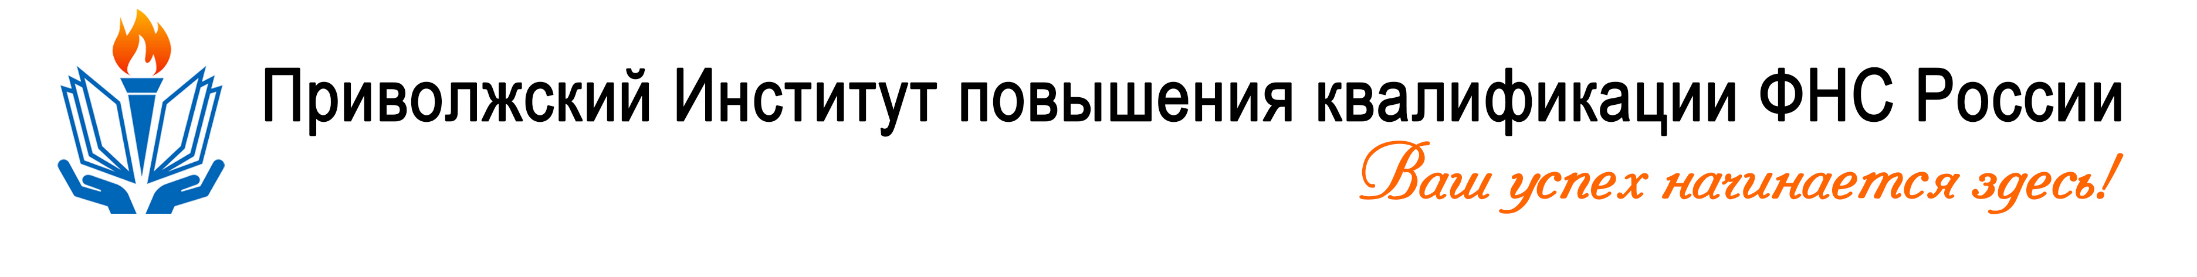 Приволжский Институт повышения квалификации ФНС России
Ваш успех начинается здесь!